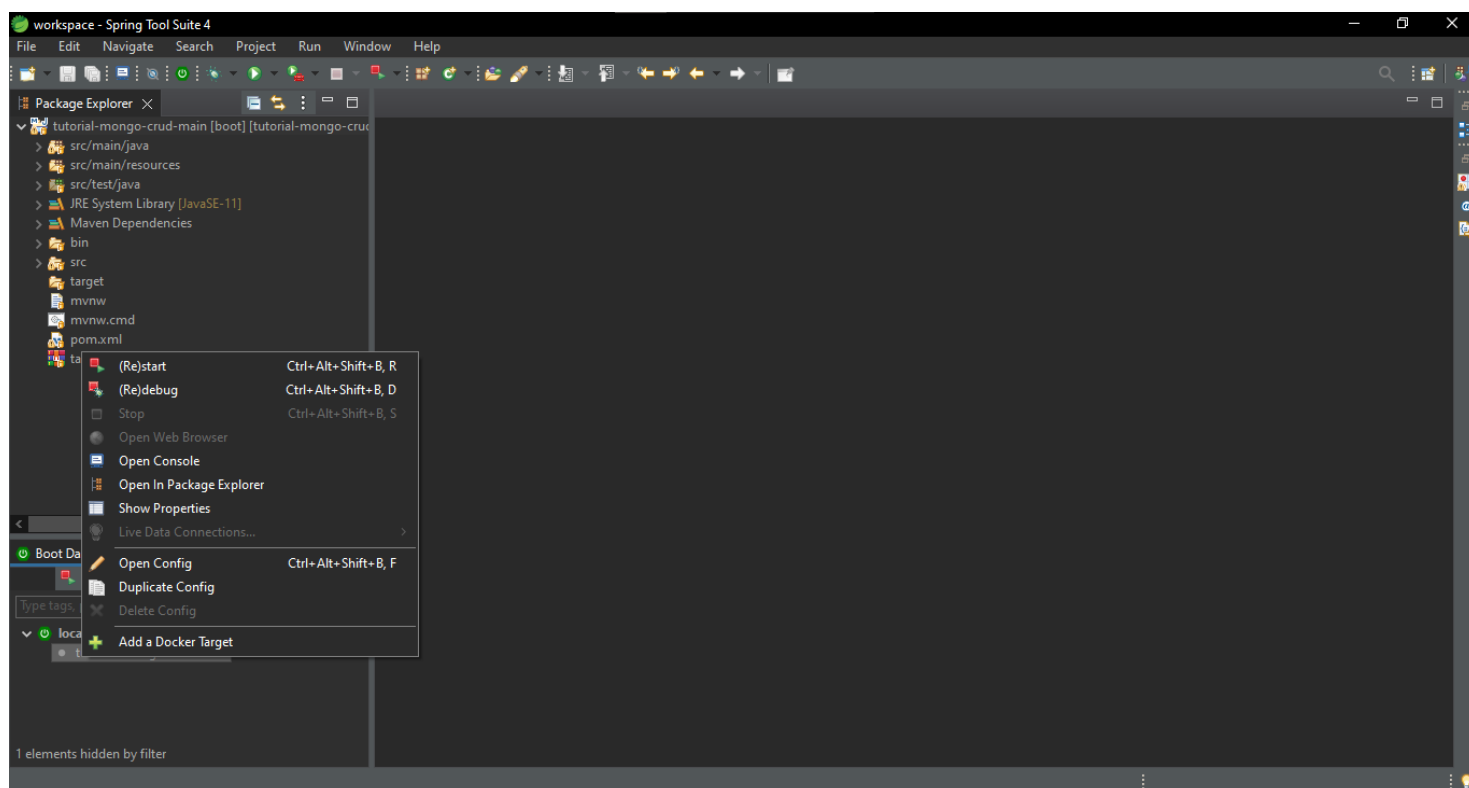 workspace - Spring Tool Suite 4
File Edit Navigate Search Project Run Window Help
Package Explorer
tutorial-mongo-crud-main [boot] [tutorial-mongo-crud
src/main/java
src/main/resources
src/test/java
JRE System Library [JavaSE-11]
Maven Dependencies
bin
src
target
mvnw
mvnw.cmd
pom.xml
ta
(Re)start Ctrl+Alt+Shift+B, R
(Re)debug Ctrl+Alt+Shift+B, D
Stop Ctrl+Alt+Shift+B, S
Open Web Browser
Open Console
Open In Package Explorer
Show Properties
Live Data Connections...
Boot Da
Open Config Ctrl+Alt+Shift+B, F
Duplicate Config
Type tags,
Delete Config
loca
Add a Docker Target
t
1 elements hidden by filter